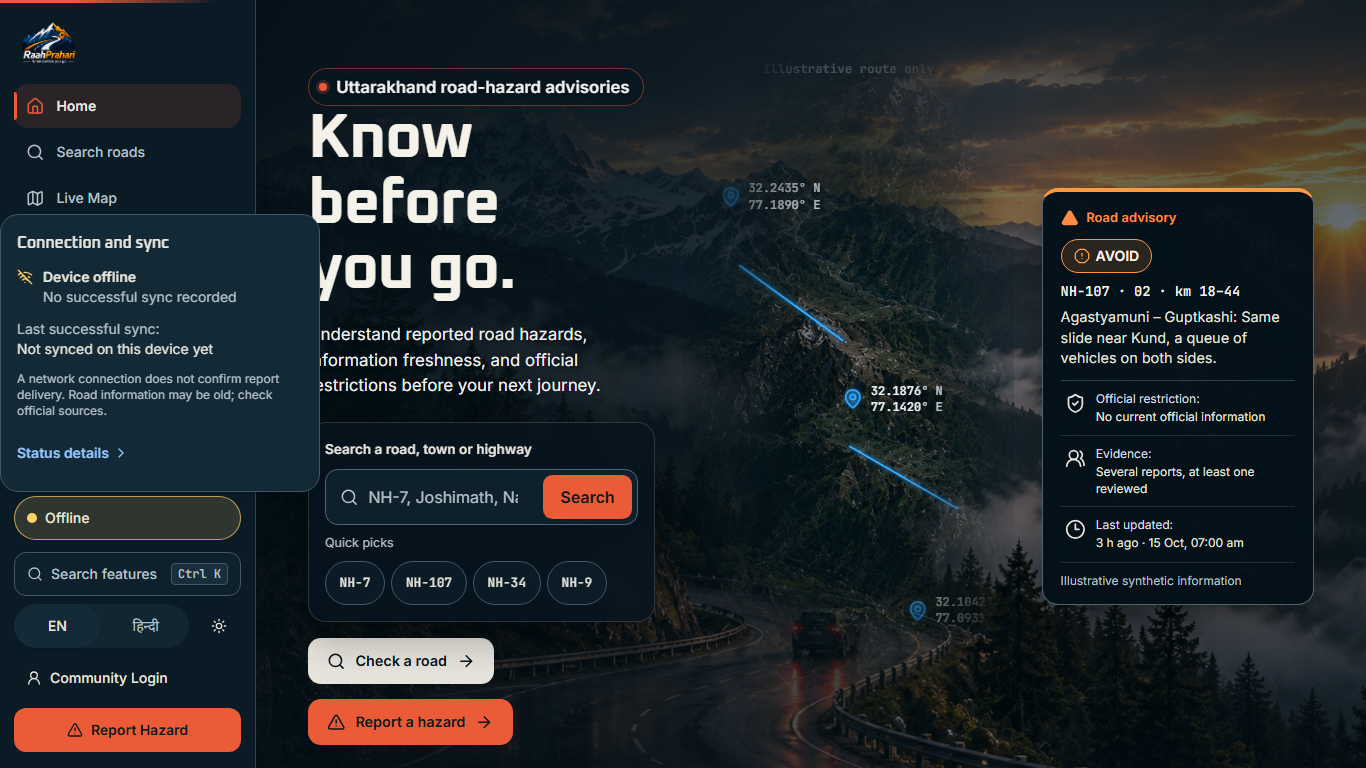 RaahPrahari
Home
Search roads
Live Map
Connection and sync
Device offline
No successful sync recorded
Last successful sync:
Not synced on this device yet
A network connection does not confirm report
delivery. Road information may be old; check
official sources.
Status details
Offline
Search features Ctrl K
EN हिन्दी
Community Login
Report Hazard
Uttarakhand road-hazard advisories
Know
before
you go.
nderstand reported road hazards,
formation freshness, and official
estrictions before your next journey.
Search a road, town or highway
NH-7, Joshimath, Na
Search
Quick picks
NH-7 NH-107 NH-34 NH-9
Check a road
Report a hazard
Illustrative route only
32.2435° N
77.1890° E
32.1876° N
77.1420° E
32.1042
77.0931
Road advisory
AVOID
NH-107 · 02 · km 18–44
Agastyamuni – Guptkashi: Same
slide near Kund, a queue of
vehicles on both sides.
Official restriction:
No current official information
Evidence:
Several reports, at least one
reviewed
Last updated:
3 h ago · 15 Oct, 07:00 am
Illustrative synthetic information